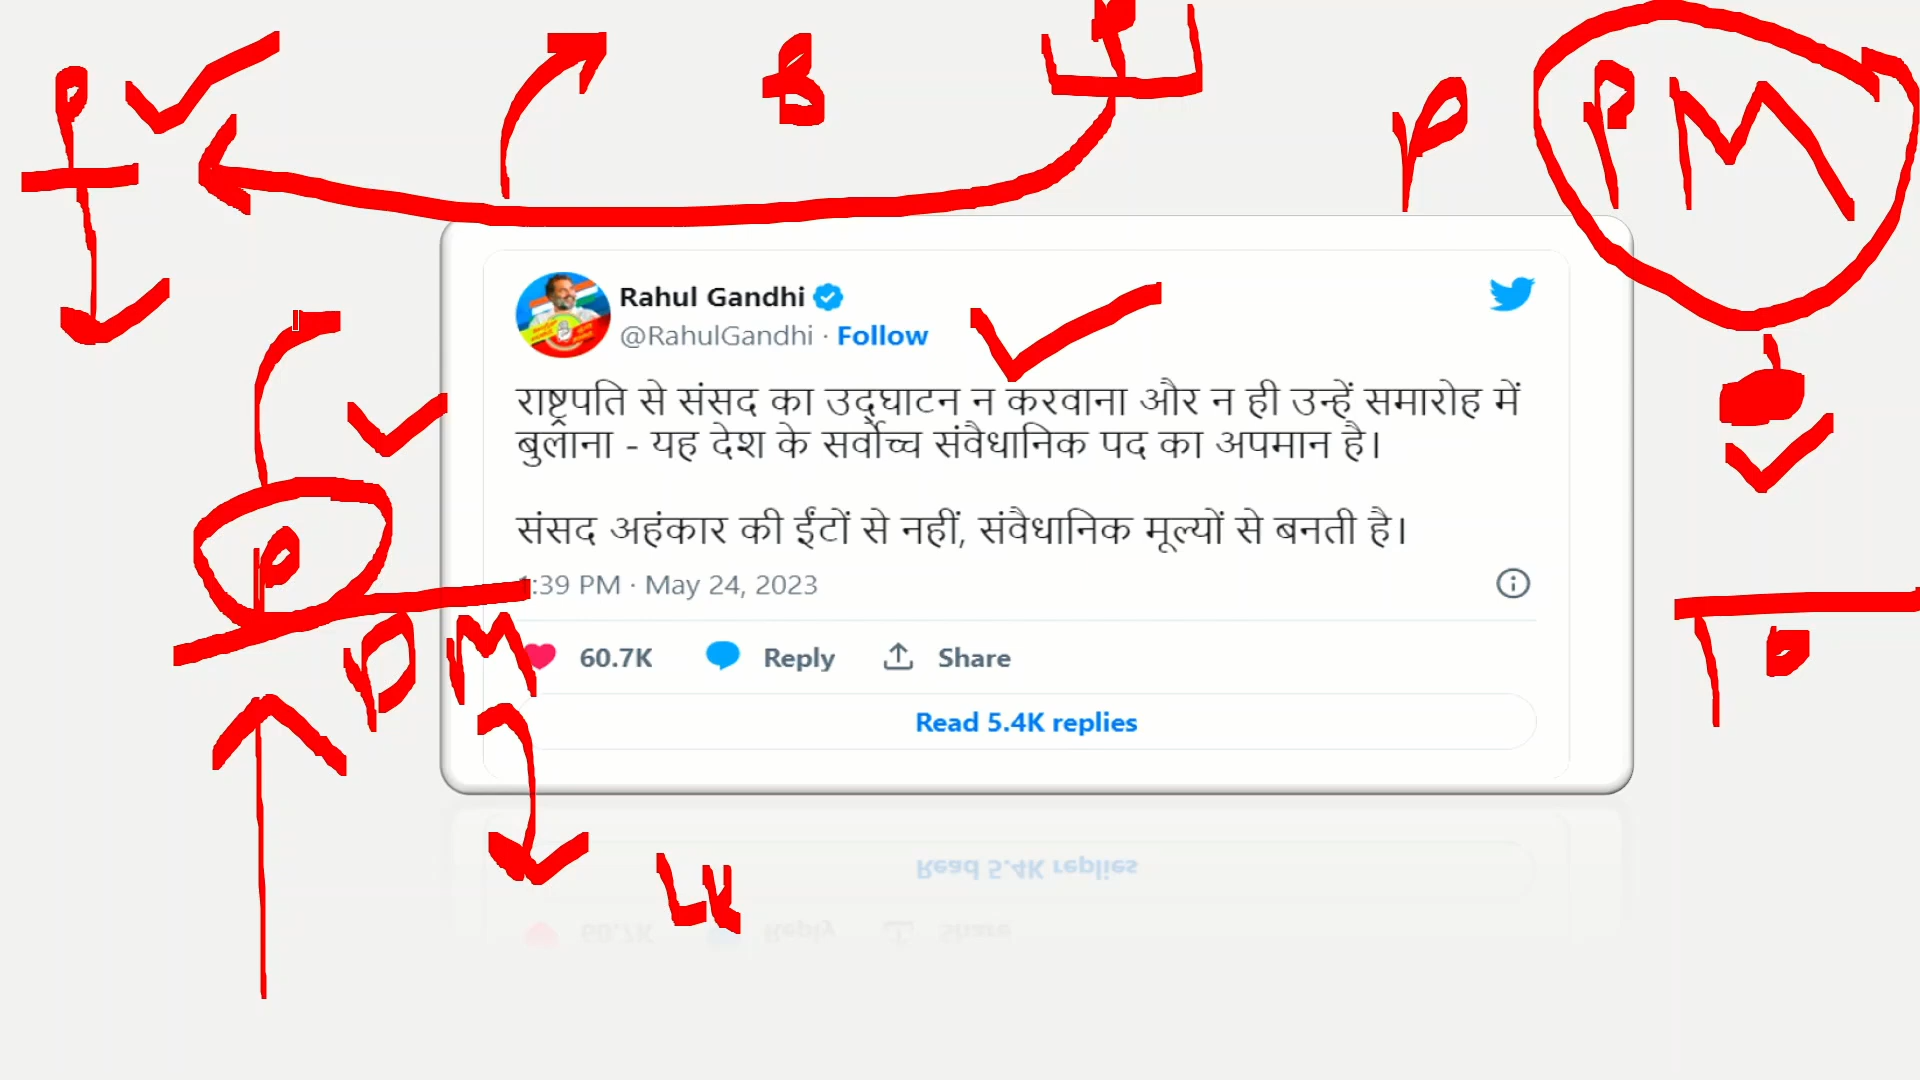 P
B
P
P PM
Rahul Gandhi
@RahulGandhi · Follow
राष्ट्रपति से संसद का उद्घाटन न करवाना और न ही उन्हें समारोह में
बुलाना - यह देश के सर्वोच्च संवैधानिक पद का अपमान है।
संसद अहंकार की ईंटों से नहीं, संवैधानिक मूल्यों से बनती है।
:39 PM · May 24, 2023
P
PM
60.7K Reply Share
Read 5.4K replies